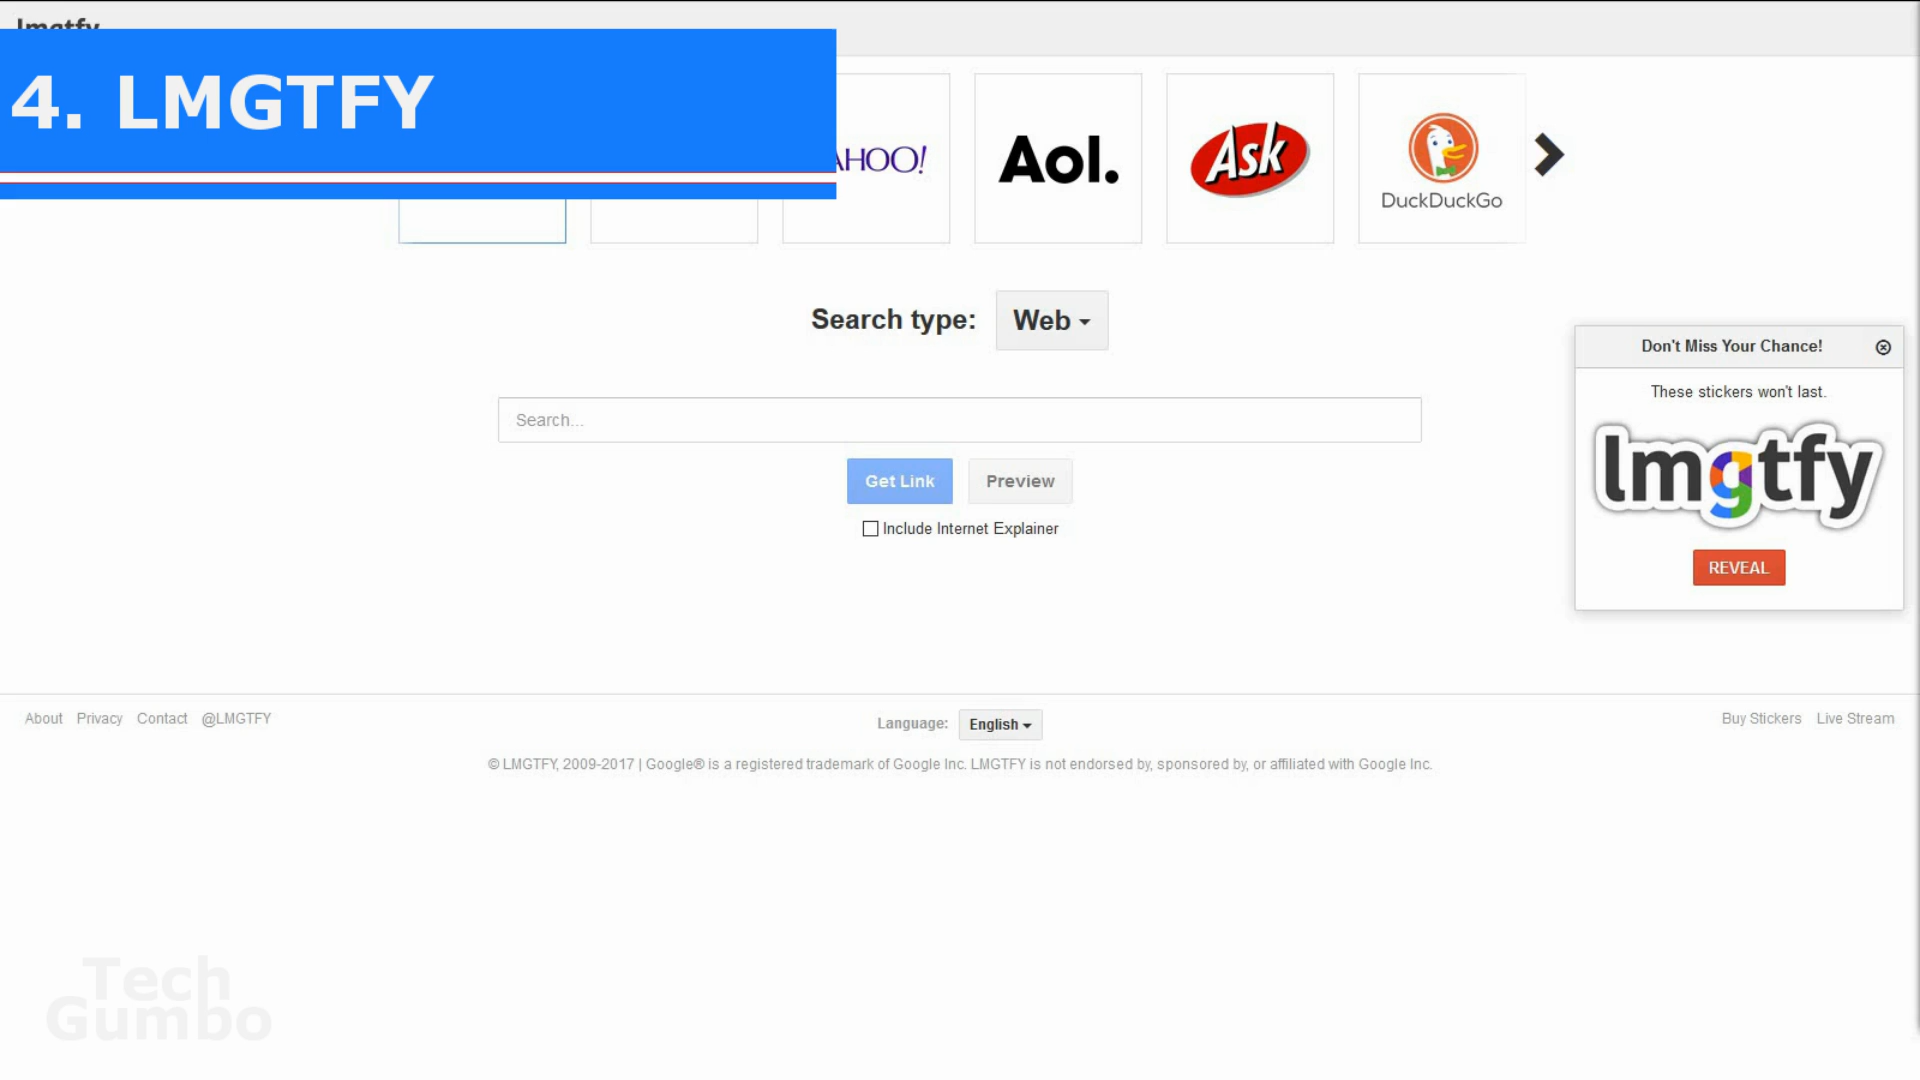 lmgtfy
4. LMGTFY
AHOO!
Aol.
Ask
DuckDuckGo
Search type: Web
Search...
Get Link Preview
Include Internet Explainer
Don't Miss Your Chance!
These stickers won't last.
lmgtfy
REVEAL
About Privacy Contact @LMGTFY
Language: English
Buy Stickers Live Stream
© LMGTFY, 2009-2017 | Google® is a registered trademark of Google Inc. LMGTFY is not endorsed by, sponsored by, or affiliated with Google Inc.
Tech
Gumbo